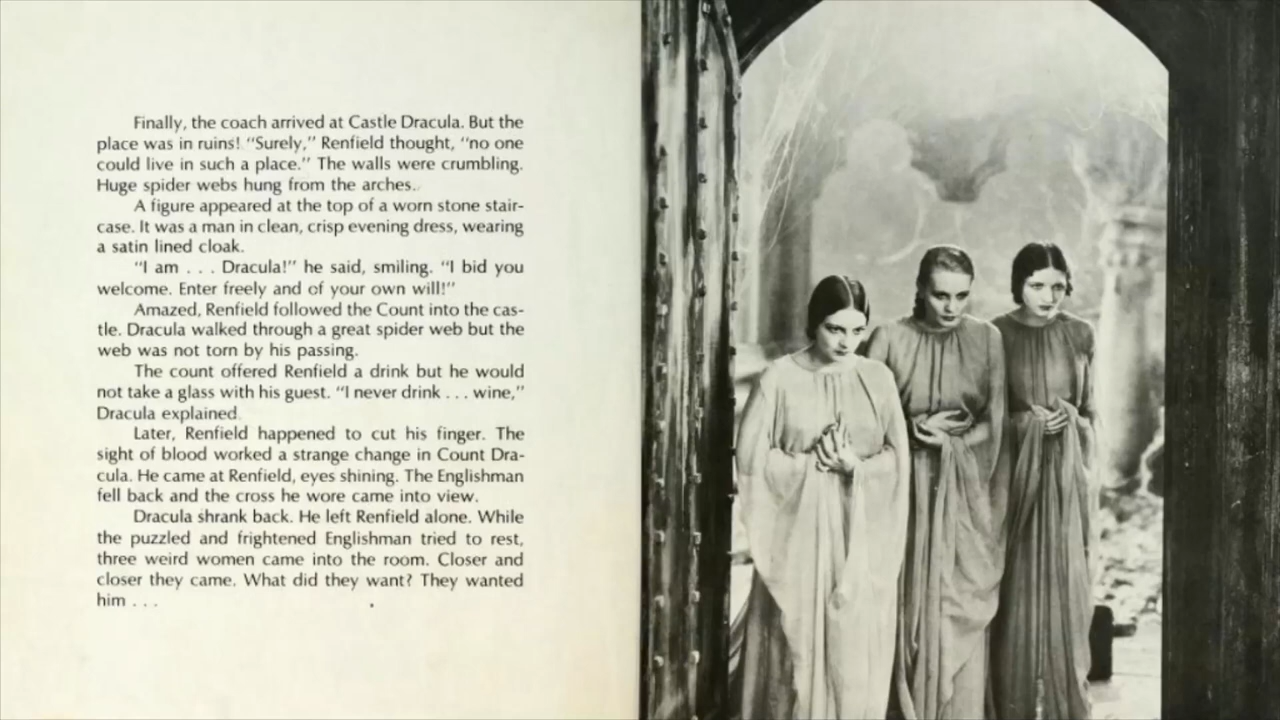 Finally, the coach arrived at Castle Dracula. But the
place was in ruins! "Surely," Renfield thought, "no one
could live in such a place." The walls were crumbling.
Huge spider webs hung from the arches.
A figure appeared at the top of a worn stone stair-
case. It was a man in clean, crisp evening dress, wearing
a satin lined cloak.
"I am . . . Dracula!" he said, smiling. "I bid you
welcome. Enter freely and of your own will!"
Amazed, Renfield followed the Count into the cas-
tle. Dracula walked through a great spider web but the
web was not torn by his passing.
The count offered Renfield a drink but he would
not take a glass with his guest. "I never drink . . . wine,"
Dracula explained.
Later, Renfield happened to cut his finger. The
sight of blood worked a strange change in Count Dra-
cula. He came at Renfield, eyes shining. The Englishman
fell back and the cross he wore came into view.
Dracula shrank back. He left Renfield alone. While
the puzzled and frightened Englishman tried to rest,
three weird women came into the room. Closer and
closer they came. What did they want? They wanted
him . . .